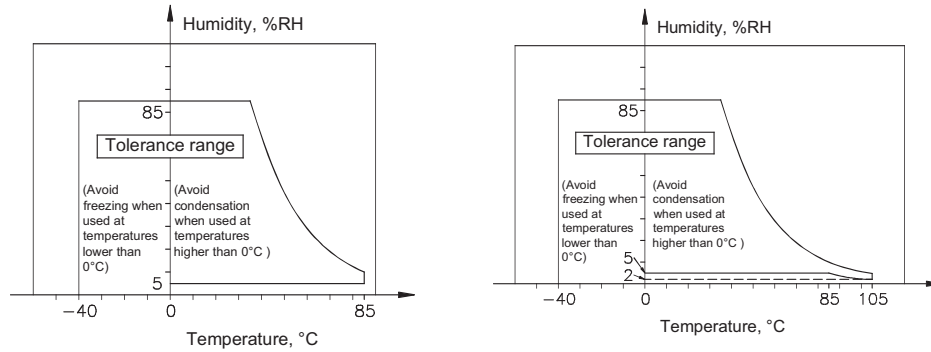 Humidity, %RH
85
Tolerance range
(Avoid
freezing when
used at
temperatures
lower than
0°C)
(Avoid
condensation
when used at
temperatures
higher than 0°C )
5
−40
0
85
Temperature, °C
Humidity, %RH
85
Tolerance range
(Avoid
freezing when
used at
temperatures
lower than
0°C)
(Avoid
condensation
when used at
temperatures
higher than 0°C )
5
2
−40
0
85
105
Temperature, °C